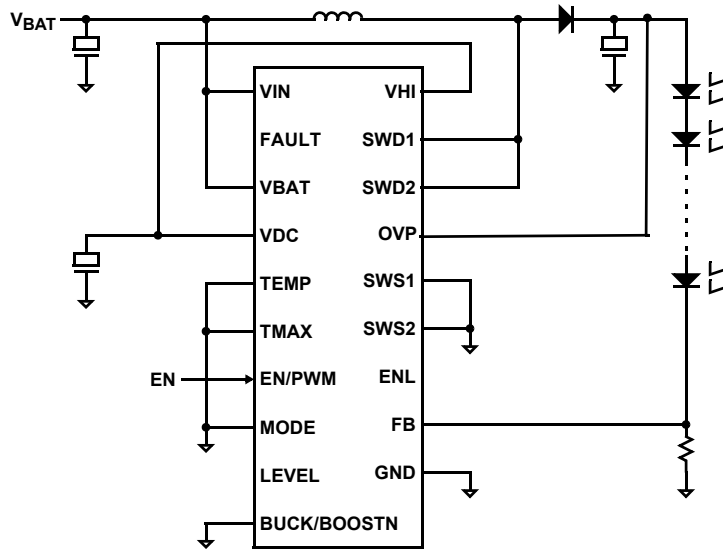 VBAT
VIN
VHI
FAULT
SWD1
VBAT
SWD2
VDC
OVP
TEMP
SWS1
TMAX
SWS2
EN
EN/PWM
ENL
MODE
FB
LEVEL
GND
BUCK/BOOSTN